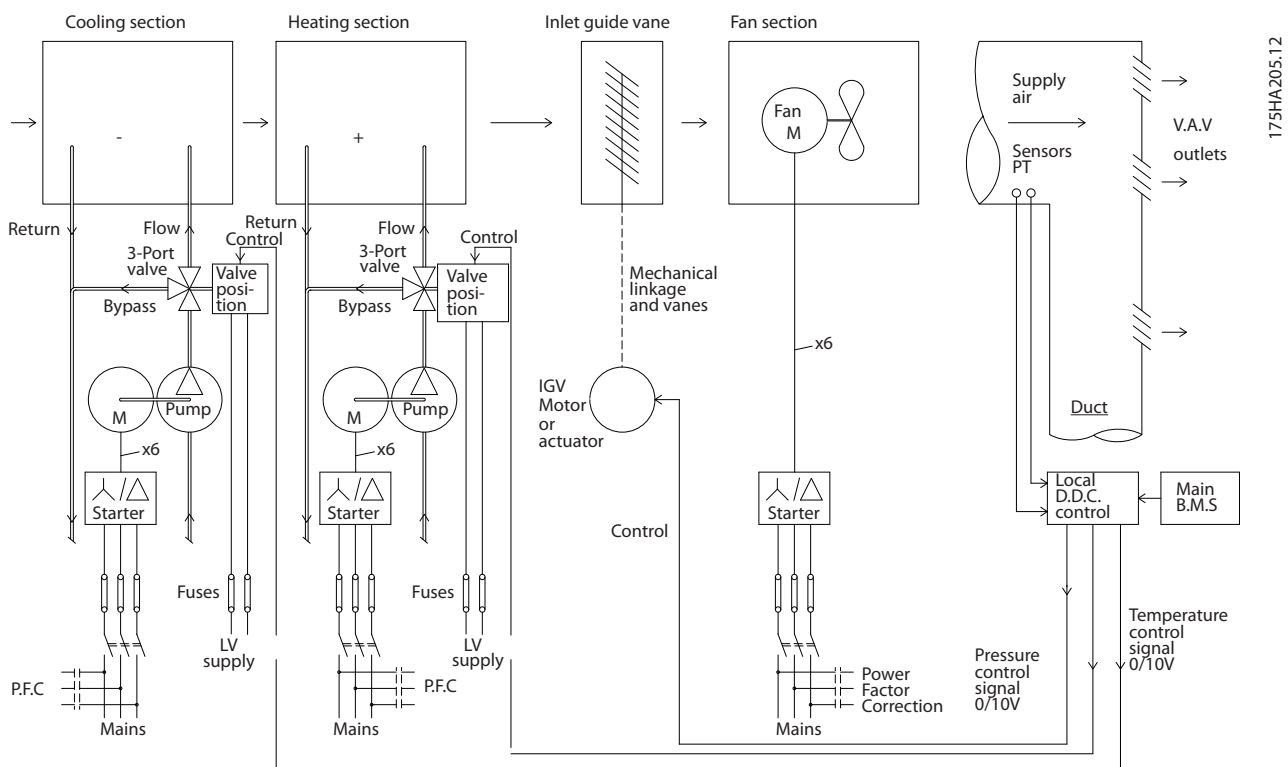 Cooling section
Heating section
Inlet guide vane
Fan section
175HA205.12
-
+
Fan
M
Supply
air
Sensors
PT
V.A.V
outlets
Return
Flow
Control
3-Port
valve
Valve
posi-
tion
Bypass
Return
Flow
Control
3-Port
valve
Valve
posi-
tion
Bypass
Mechanical
linkage
and vanes
x6
M
Pump
M
Pump
IGV
Motor
or
actuator
Duct
x6
x6
Starter
Starter
Starter
Local
D.D.C.
control
Main
B.M.S
Control
Fuses
Fuses
LV
supply
LV
supply
Temperature
control
signal
0/10V
Pressure
control
signal
0/10V
P.F.C
P.F.C
Power
Factor
Correction
Mains
Mains
Mains